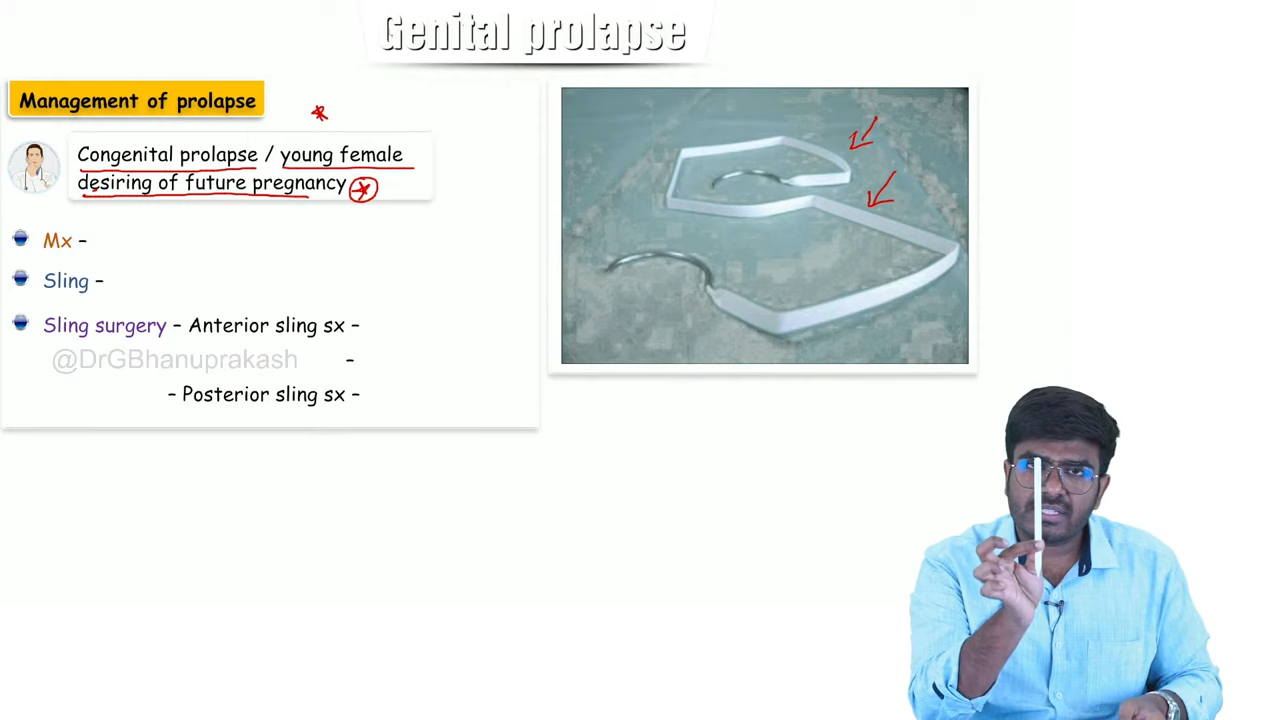 Genital prolapse
Management of prolapse
Congenital prolapse / young female
desiring of future pregnancy
Mx –
Sling –
Sling surgery – Anterior sling sx –
@DrGBhanuprakash –
– Posterior sling sx –